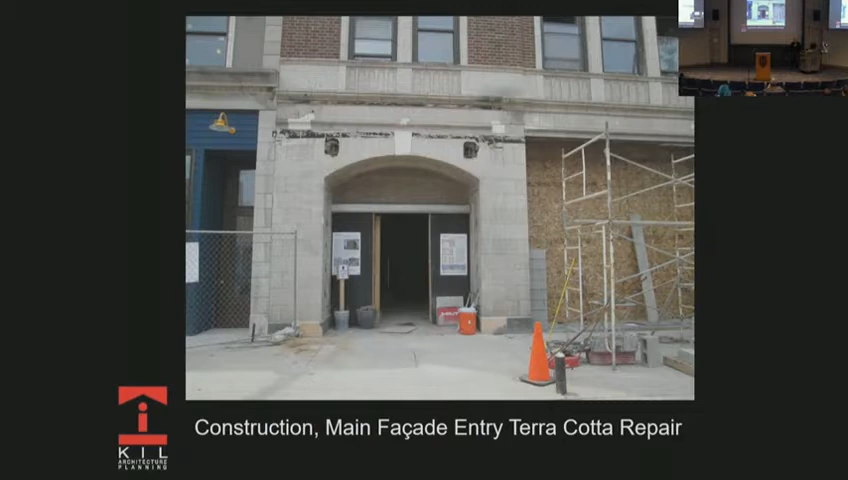 Construction, Main Façade Entry Terra Cotta Repair
KIL
ARCHITECTURE
PLANNING